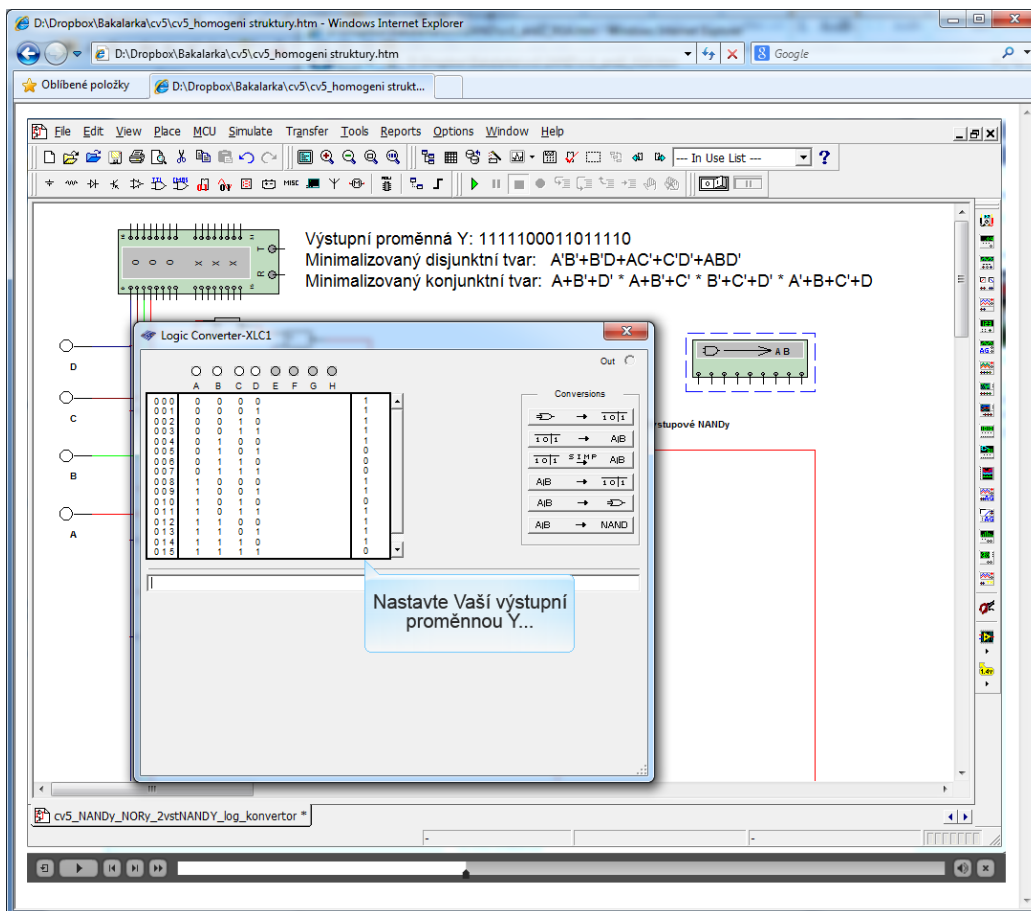 D:\Dropbox\Bakalarka\cv5\cv5_homogeni struktury.htm - Windows Internet Explorer
D:\Dropbox\Bakalarka\cv5\cv5_homogeni struktury.htm
Google
Oblíbené položky
D:\Dropbox\Bakalarka\cv5\cv5_homogeni strukt...
File Edit View Place MCU Simulate Transfer Tools Reports Options Window Help
--- In Use List ---
Výstupní proměnná Y: 1111100011011110
Minimalizovaný disjunktní tvar: A'B'+B'D+AC'+C'D'+ABD'
Minimalizovaný konjunktní tvar: A+B'+D' * A+B'+C' * B'+C'+D' * A'+B+C'+D
T
R
D
C
B
A
AB
stupové NANDy
Logic Converter-XLC1
Out
A B C D E F G H
000 0 0 0 0 1
001 0 0 0 1 1
002 0 0 1 0 1
003 0 0 1 1 1
004 0 1 0 0 1
005 0 1 0 1 0
006 0 1 1 0 0
007 0 1 1 1 0
008 1 0 0 0 1
009 1 0 0 1 1
010 1 0 1 0 0
011 1 0 1 1 1
012 1 1 0 0 1
013 1 1 0 1 1
014 1 1 1 0 1
015 1 1 1 1 0
Conversions
→ 101
101 → A|B
101 SIMP A|B
A|B → 101
A|B →
A|B → NAND
Nastavte Vaší výstupní
proměnnou Y...
cv5_NANDy_NORy_2vstNANDY_log_konvertor *